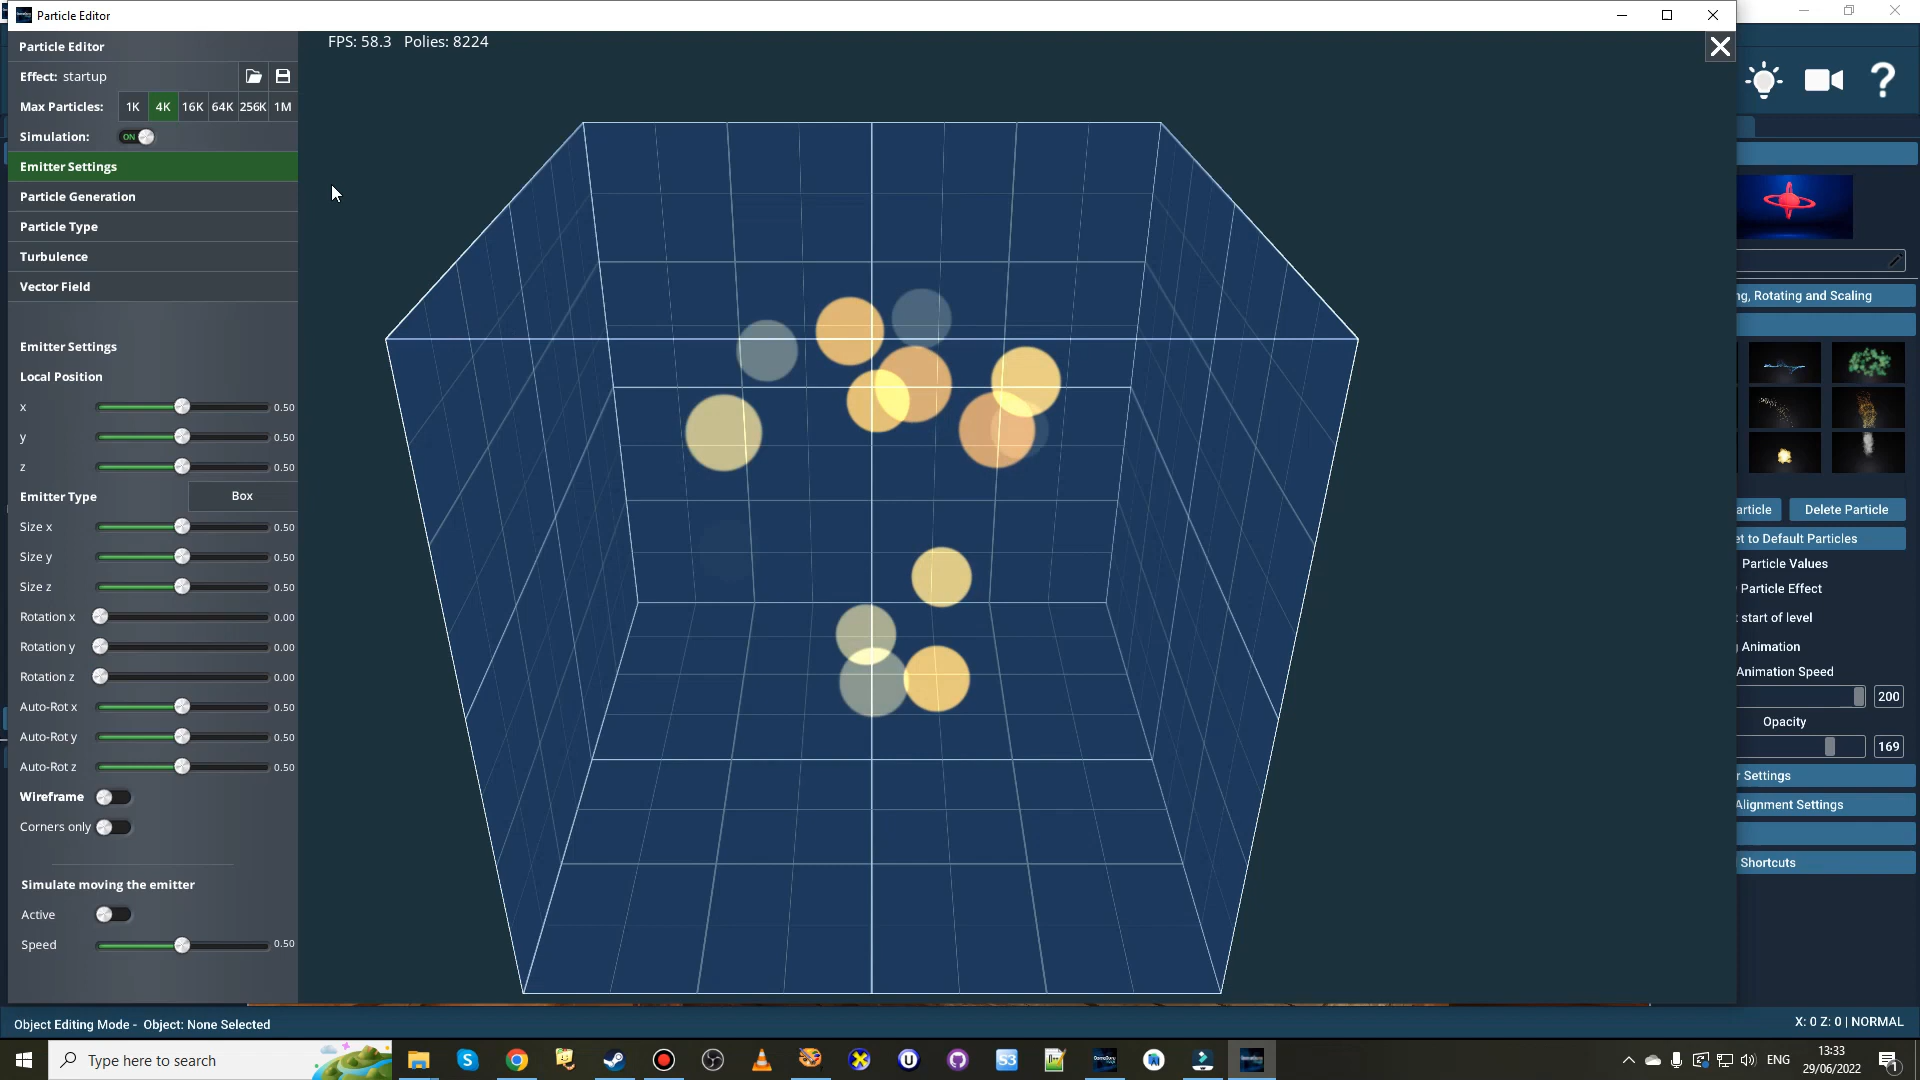 Particle Editor
Particle Editor
FPS: 58.3 Polies: 8224
Effect: startup
Max Particles: 1K 4K 16K 64K 256K 1M
Simulation: ON
Emitter Settings
Particle Generation
Particle Type
Turbulence
Vector Field
Emitter Settings
Local Position
x 0.50
y 0.50
z 0.50
Emitter Type Box
Size x 0.50
Size y 0.50
Size z 0.50
Rotation x 0.00
Rotation y 0.00
Rotation z 0.00
Auto-Rot x 0.50
Auto-Rot y 0.50
Auto-Rot z 0.50
Wireframe
Corners only
Simulate moving the emitter
Active
Speed 0.50
ng, Rotating and Scaling
article Delete Particle
et to Default Particles
Particle Values
Particle Effect
start of level
Animation
Animation Speed
200
Opacity
169
r Settings
Alignment Settings
Shortcuts
Object Editing Mode - Object: None Selected
X: 0 Z: 0 | NORMAL
Type here to search
S3
ENG
13:33
29/06/2022
1